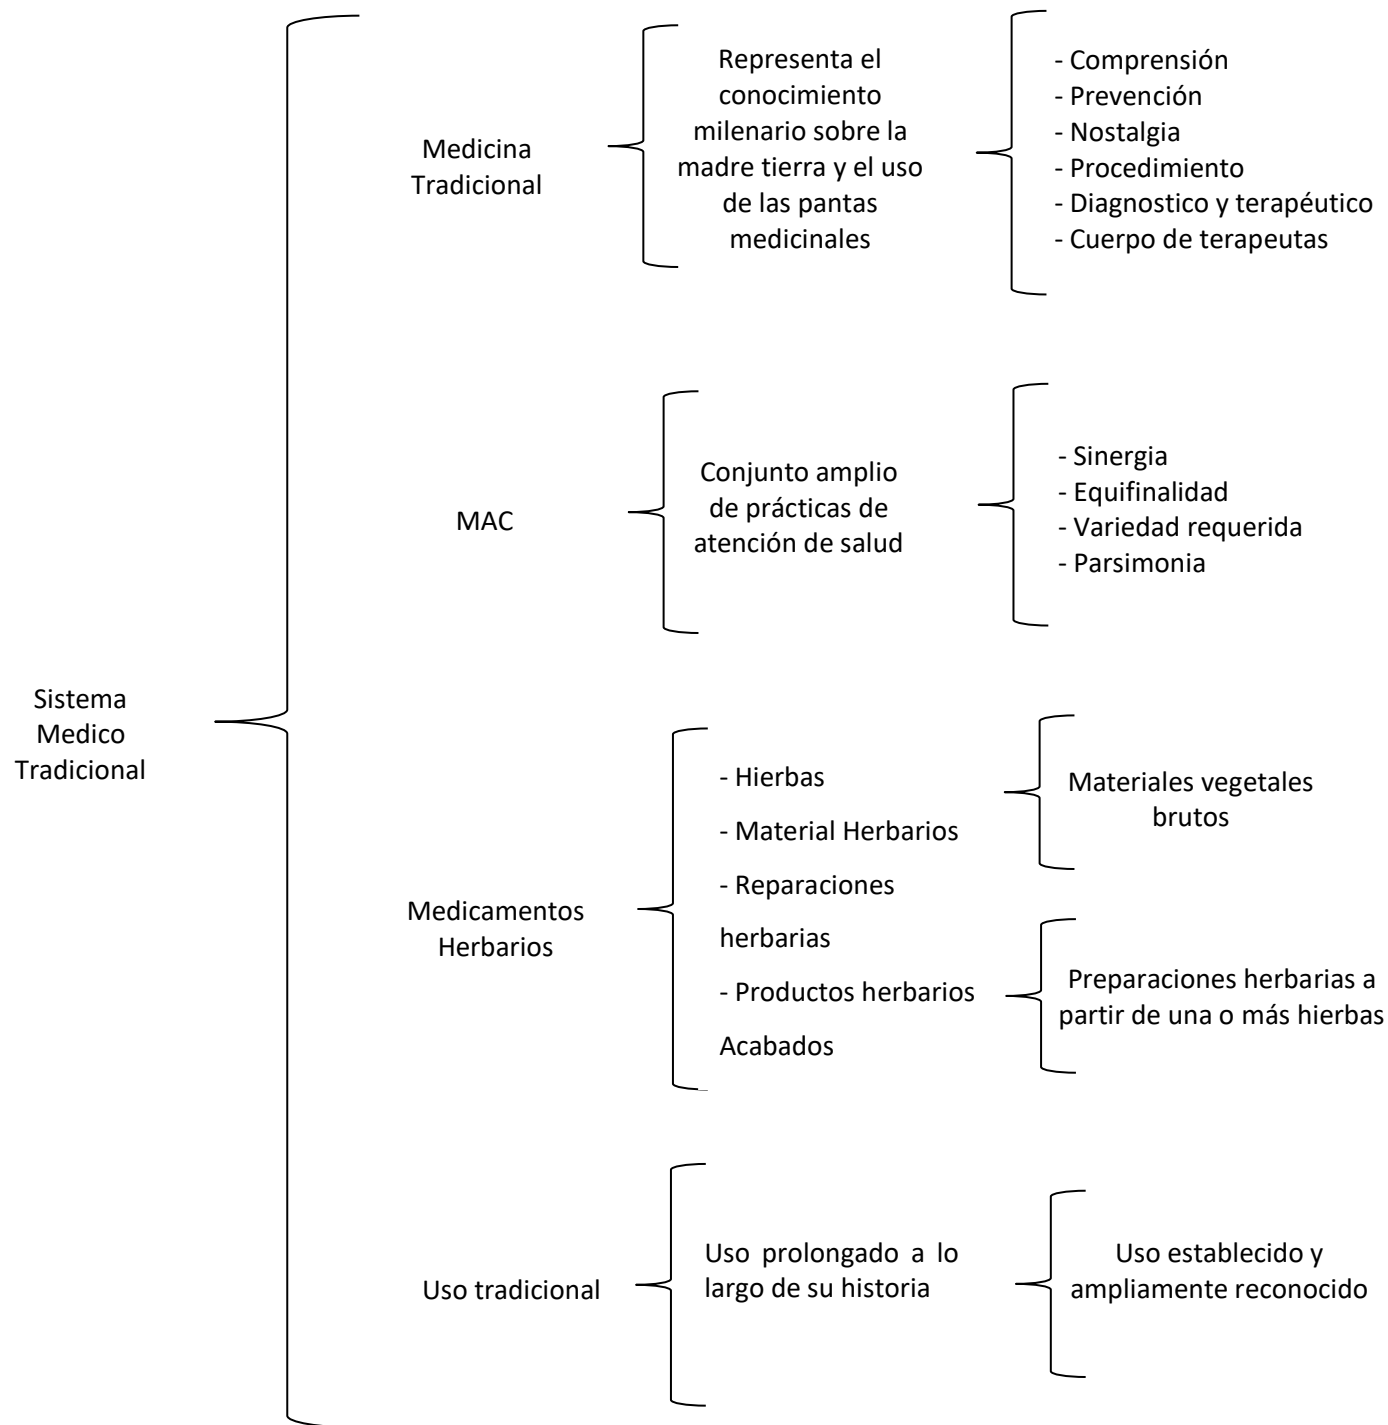 Sistema
Medico
Tradicional
Medicina
Tradicional
Representa el
conocimiento
milenario sobre la
madre tierra y el uso
de las pantas
medicinales
- Comprensión
- Prevención
- Nostalgia
- Procedimiento
- Diagnostico y terapéutico
- Cuerpo de terapeutas
MAC
Conjunto amplio
de prácticas de
atención de salud
- Sinergia
- Equifinalidad
- Variedad requerida
- Parsimonia
Medicamentos
Herbarios
- Hierbas
- Material Herbarios
- Reparaciones
herbarias
- Productos herbarios
Acabados
Materiales vegetales
brutos
Preparaciones herbarias a
partir de una o más hierbas
Uso tradicional
Uso prolongado a lo
largo de su historia
Uso establecido y
ampliamente reconocido